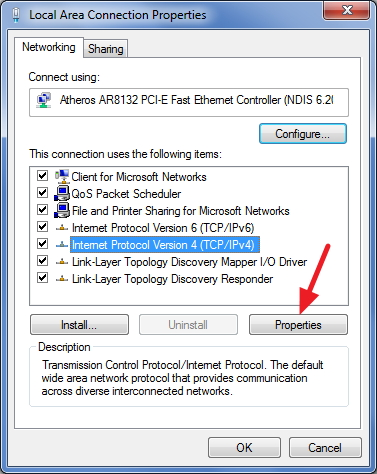 Local Area Connection Properties
Networking
Sharing
Connect using:
Atheros AR8132 PCI-E Fast Ethernet Controller (NDIS 6.20
Configure...
This connection uses the following items:
Client for Microsoft Networks
QoS Packet Scheduler
File and Printer Sharing for Microsoft Networks
Internet Protocol Version 6 (TCP/IPv6)
Internet Protocol Version 4 (TCP/IPv4)
Link-Layer Topology Discovery Mapper I/O Driver
Link-Layer Topology Discovery Responder
Install...
Uninstall
Properties
Description
Transmission Control Protocol/Internet Protocol. The default
wide area network protocol that provides communication
across diverse interconnected networks.
OK
Cancel